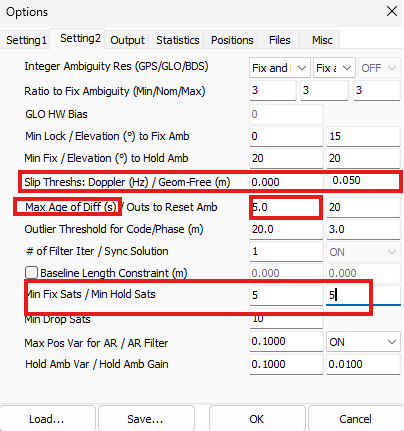 Options
Setting1 Setting2 Output Statistics Positions Files Misc
Integer Ambiguity Res (GPS/GLO/BDS) Fix and Fix a OFF
Ratio to Fix Ambiguity (Min/Nom/Max) 3 3 3
GLO HW Bias 0
Min Lock / Elevation (°) to Fix Amb 0 15
Min Fix / Elevation (°) to Hold Amb 20 20
Slip Threshs: Doppler (Hz) / Geom-Free (m) 0.000 0.050
Max Age of Diff (s) / Outs to Reset Amb 5.0 20
Outlier Threshold for Code/Phase (m) 20.0 3.0
# of Filter Iter / Sync Solution 1 ON
Baseline Length Constraint (m) 0.000 0.000
Min Fix Sats / Min Hold Sats 5 5
Min Drop Sats 10
Max Pos Var for AR / AR Filter 0.1000 ON
Hold Amb Var / Hold Amb Gain 0.1000 0.0100
Load... Save... OK Cancel